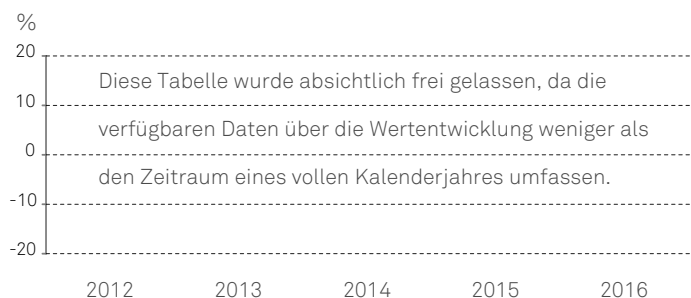 %
20
Diese Tabelle wurde absichtlich frei gelassen, da die
10
verfügbaren Daten über die Wertentwicklung weniger als
0
den Zeitraum eines vollen Kalenderjahres umfassen.
-10
-20
2012 2013 2014 2015 2016